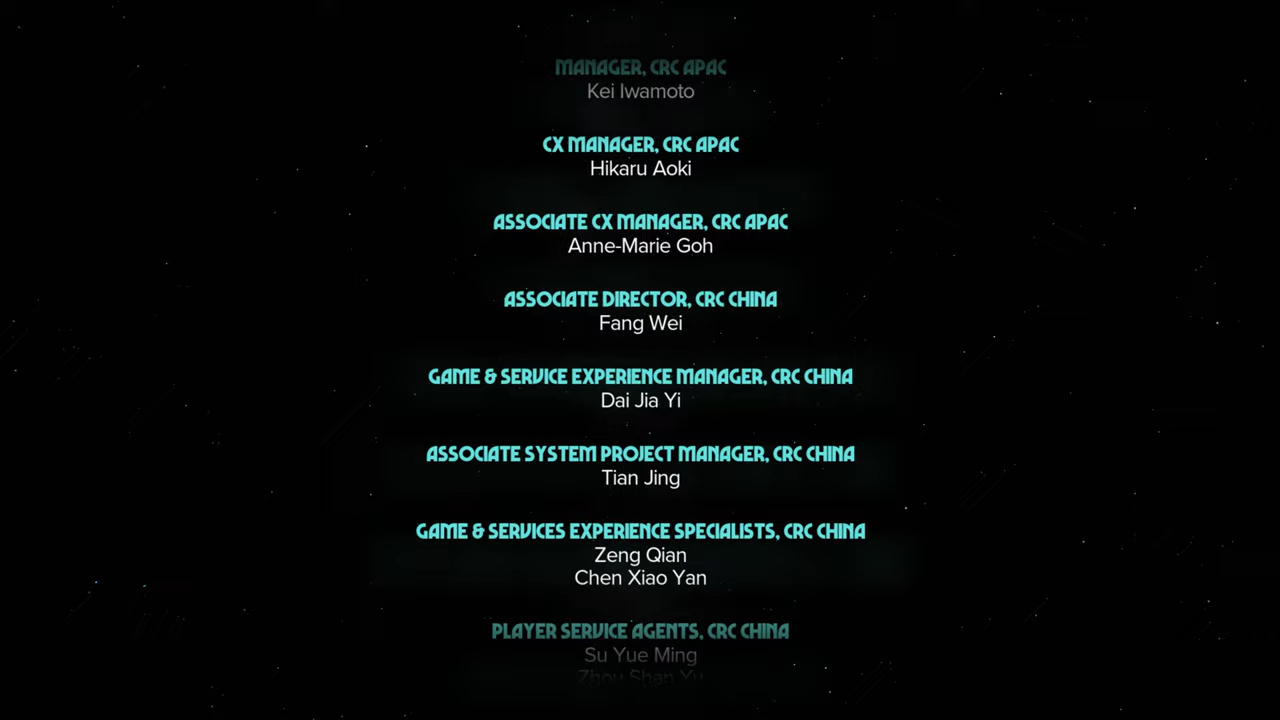 MANAGER, CRC APAC
Kei Iwamoto
CX MANAGER, CRC APAC
Hikaru Aoki
ASSOCIATE CX MANAGER, CRC APAC
Anne-Marie Goh
ASSOCIATE DIRECTOR, CRC CHINA
Fang Wei
GAME & SERVICE EXPERIENCE MANAGER, CRC CHINA
Dai Jia Yi
ASSOCIATE SYSTEM PROJECT MANAGER, CRC CHINA
Tian Jing
GAME & SERVICES EXPERIENCE SPECIALISTS, CRC CHINA
Zeng Qian
Chen Xiao Yan
PLAYER SERVICE AGENTS, CRC CHINA
Su Yue Ming
Zhou Shan Yu